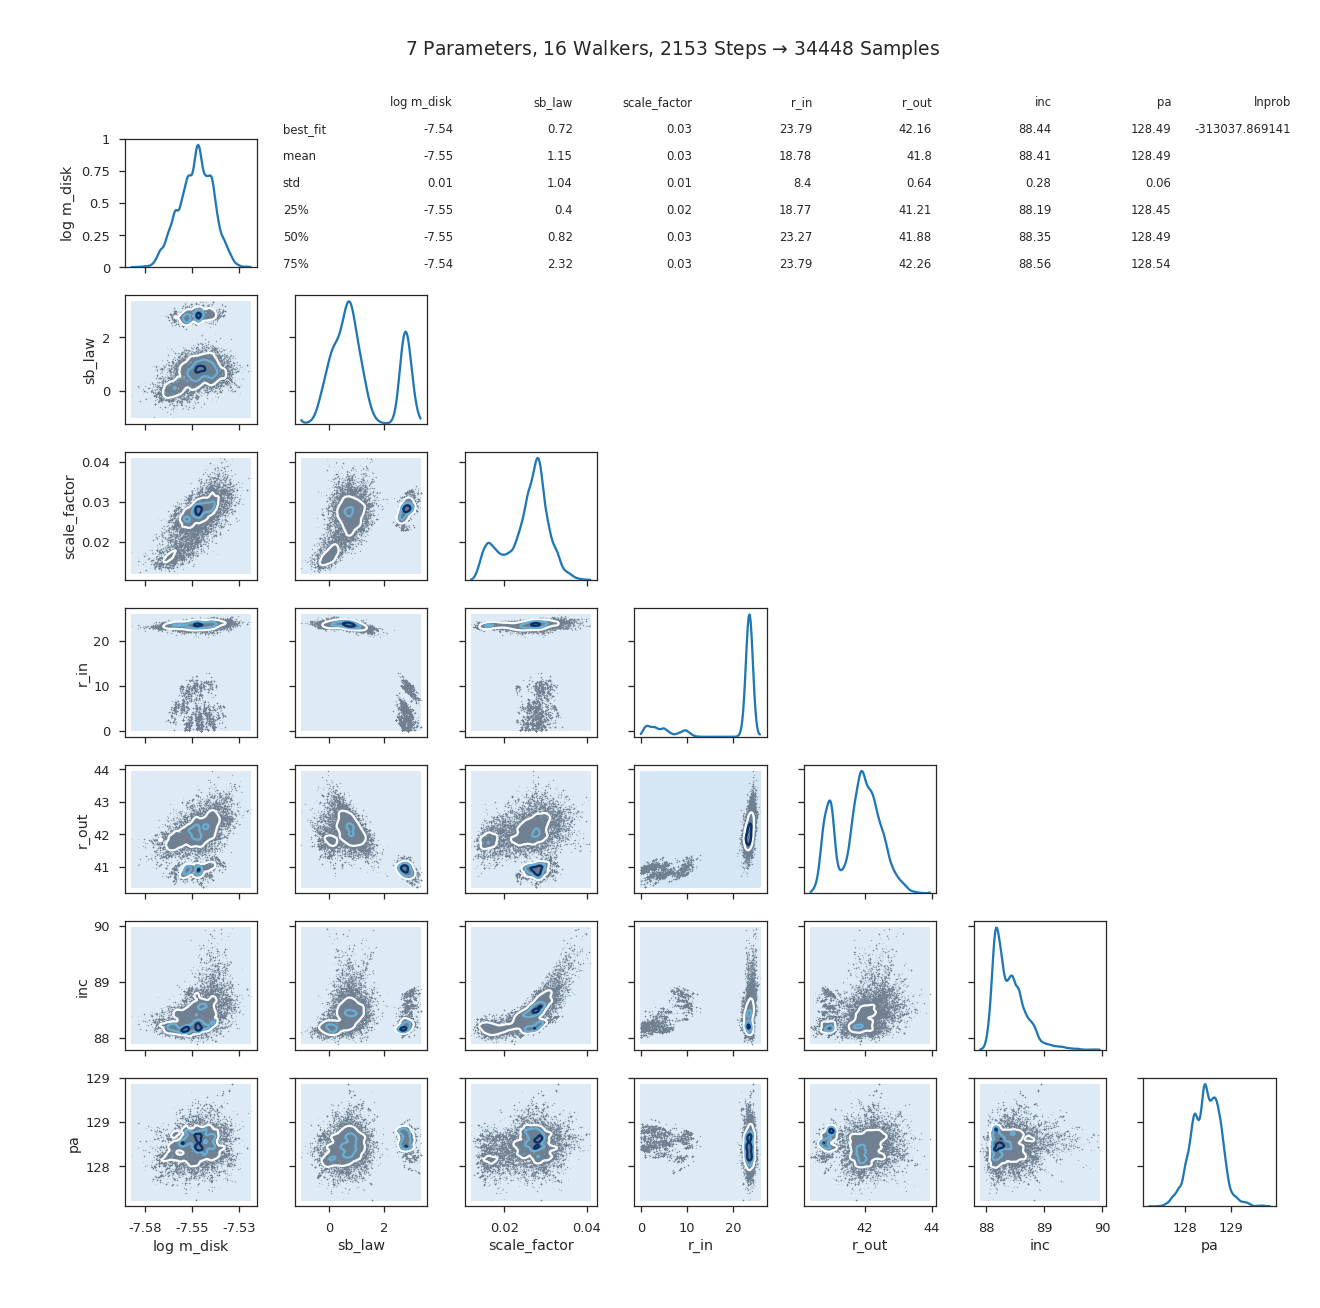 7 Parameters, 16 Walkers, 2153 Steps → 34448 Samples
log m_disk sb_law scale_factor r_in r_out inc pa lnprob
best_fit -7.54 0.72 0.03 23.79 42.16 88.44 128.49 -313037.869141
mean -7.55 1.15 0.03 18.78 41.8 88.41 128.49
std 0.01 1.04 0.01 8.4 0.64 0.28 0.06
25% -7.55 0.4 0.02 18.77 41.21 88.19 128.45
50% -7.55 0.82 0.03 23.27 41.88 88.35 128.49
75% -7.54 2.32 0.03 23.79 42.26 88.56 128.54
1
0.75
0.5
0.25
0
log m_disk
2
0
sb_law
0.04
0.03
0.02
scale_factor
20
10
0
r_in
44
43
42
41
r_out
90
89
88
inc
129
129
128
pa
-7.58 -7.55 -7.53 0 2 0.02 0.04 0 10 20 42 44 88 89 90 128 129
log m_disk sb_law scale_factor r_in r_out inc pa